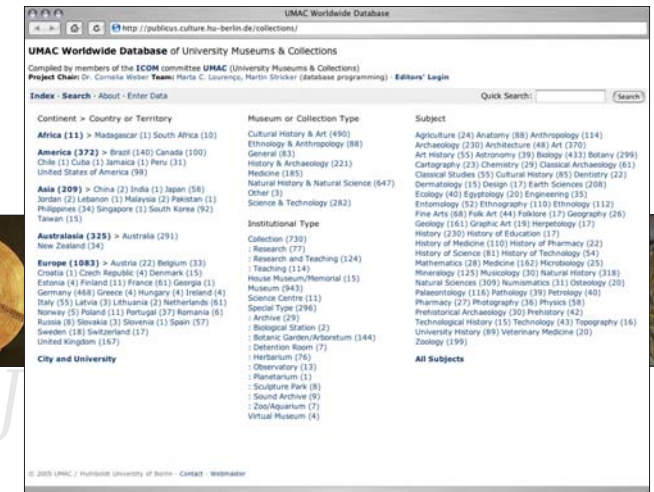 UMAC Worldwide Database
http://publicus.culture.hu-berlin.de/collections/
UMAC Worldwide Database of University Museums & Collections
Compiled by members of the ICOM committee UMAC (University Museums & Collections)
Project Chair: Dr. Cornelia Weber Team: Marta C. Lourenço, Martin Stricker (database programming) - Editors' Login
Index - Search - About - Enter Data
Quick Search:
Search
Continent > Country or Territory
Africa (11) > Madagascar (1) South Africa (10)
America (372) > Brazil (140) Canada (100)
Chile (1) Cuba (1) Jamaica (1) Peru (31)
United States of America (98)
Asia (209) > China (2) India (1) Japan (58)
Jordan (2) Lebanon (1) Malaysia (2) Pakistan (1)
Philippines (34) Singapore (1) South Korea (92)
Taiwan (15)
Australasia (325) > Australia (291)
New Zealand (34)
Europe (1083) > Austria (22) Belgium (33)
Croatia (1) Czech Republic (4) Denmark (15)
Estonia (4) Finland (11) France (61) Georgia (1)
Germany (468) Greece (4) Hungary (4) Ireland (4)
Italy (55) Latvia (3) Lithuania (2) Netherlands (61)
Norway (5) Poland (11) Portugal (37) Romania (6)
Russia (8) Slovakia (3) Slovenia (1) Spain (57)
Sweden (18) Switzerland (17)
United Kingdom (167)
City and University
Museum or Collection Type
Cultural History & Art (490)
Ethnology & Anthropology (88)
General (83)
History & Archaeology (221)
Medicine (185)
Natural History & Natural Science (647)
Other (3)
Science & Technology (282)
Institutional Type
Collection (730)
: Research (77)
: Research and Teaching (124)
: Teaching (114)
House Museum/Memorial (15)
Museum (943)
Science Centre (11)
Special Type (296)
: Archive (29)
: Biological Station (2)
: Botanic Garden/Arboretum (144)
: Detention Room (7)
: Herbarium (76)
: Observatory (13)
: Planetarium (1)
: Sculpture Park (8)
: Sound Archive (9)
: Zoo/Aquarium (7)
Virtual Museum (4)
Subject
Agriculture (24) Anatomy (88) Anthropology (114)
Archaeology (230) Architecture (48) Art (370)
Art History (55) Astronomy (39) Biology (433) Botany (299)
Cartography (23) Chemistry (29) Classical Archaeology (61)
Classical Studies (55) Cultural History (85) Dentistry (22)
Dermatology (15) Design (17) Earth Sciences (208)
Ecology (40) Egyptology (20) Engineering (35)
Entomology (52) Ethnography (110) Ethnology (112)
Fine Arts (68) Folk Art (44) Folklore (17) Geography (26)
Geology (161) Graphic Art (19) Herpetology (17)
History (230) History of Education (17)
History of Medicine (110) History of Pharmacy (22)
History of Science (81) History of Technology (54)
Mathematics (28) Medicine (162) Microbiology (25)
Mineralogy (125) Musicology (30) Natural History (318)
Natural Sciences (309) Numismatics (31) Osteology (20)
Palaeontology (116) Pathology (39) Petrology (40)
Pharmacy (27) Photography (36) Physics (58)
Prehistorical Archaeology (30) Prehistory (42)
Technological History (15) Technology (43) Topography (16)
University History (89) Veterinary Medicine (20)
Zoology (199)
All Subjects
© 2005 UMAC / Humboldt University of Berlin - Contact - Webmaster